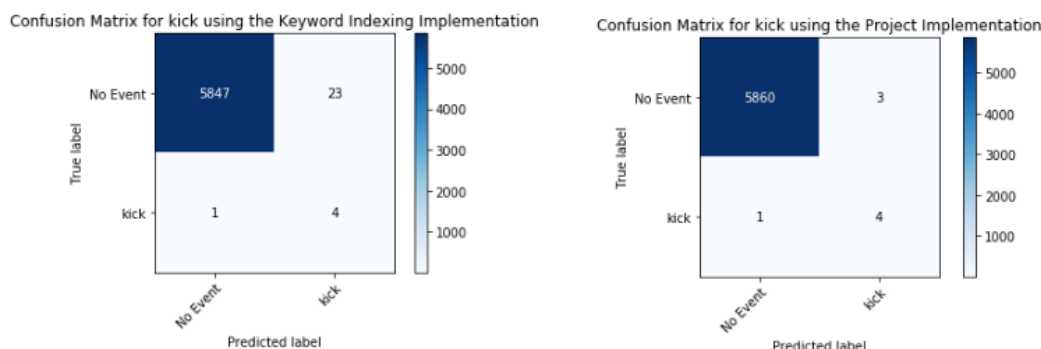 Confusion Matrix for kick using the Keyword Indexing Implementation
No Event
5847
23
kick
1
4
True label
No Event
kick
Predicted label
5000
4000
3000
2000
1000
Confusion Matrix for kick using the Project Implementation
No Event
5860
3
kick
1
4
True label
No Event
kick
Predicted label
5000
4000
3000
2000
1000